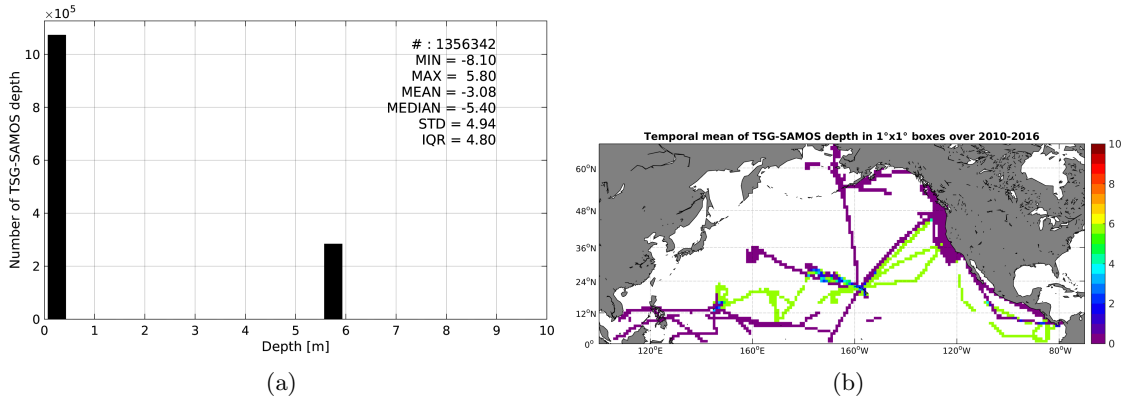 ×10⁵
10
8
6
4
2
0
Number of TSG-SAMOS depth
# : 1356342
MIN = -8.10
MAX = 5.80
MEAN = -3.08
MEDIAN = -5.40
STD = 4.94
IQR = 4.80
0 1 2 3 4 5 6 7 8 9 10
Depth [m]
(a)
Temporal mean of TSG-SAMOS depth in 1°x1° boxes over 2010-2016
60°N
48°N
36°N
24°N
12°N
0°
120°E 160°E 160°W 120°W 80°W
10
8
6
4
2
0
(b)